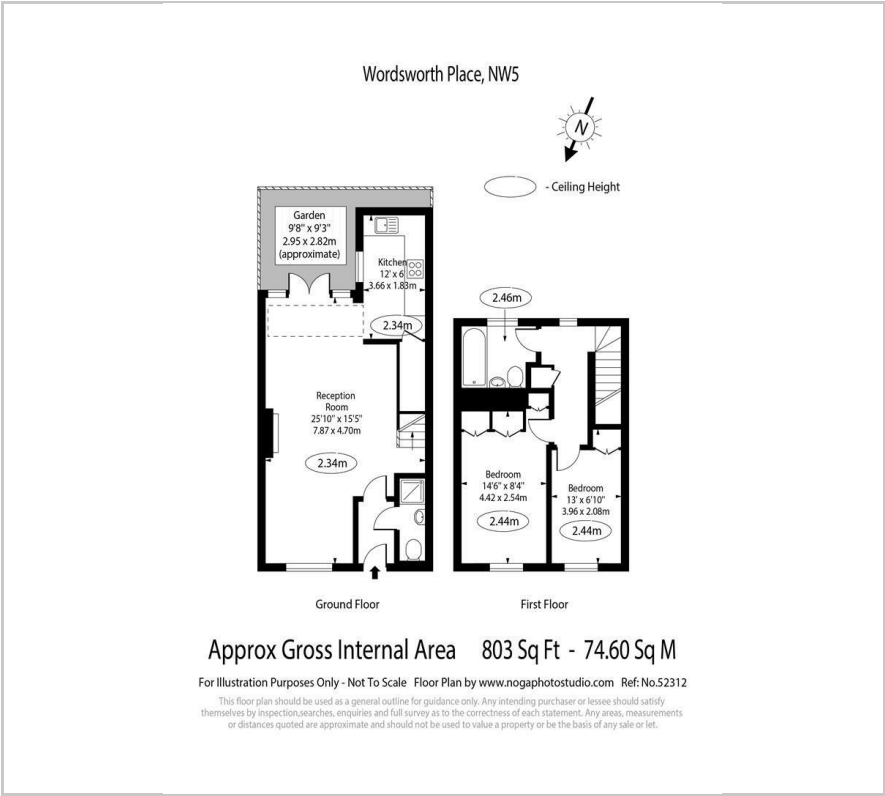 Wordsworth Place, NW5
N
- Ceiling Height
Garden
9'8" x 9'3"
2.95 x 2.82m
(approximate)
Kitchen
12' x 6'
3.66 x 1.83m
2.34m
Reception
Room
25'10" x 15'5"
7.87 x 4.70m
2.34m
Ground Floor
2.46m
Bedroom
14'6" x 8'4"
4.42 x 2.54m
2.44m
Bedroom
13' x 6'10"
3.96 x 2.08m
2.44m
First Floor
Approx Gross Internal Area 803 Sq Ft - 74.60 Sq M
For Illustration Purposes Only - Not To Scale Floor Plan by www.nogaphotostudio.com Ref: No.52312
This floor plan should be used as a general outline for guidance only. Any intending purchaser or lessee should satisfy
themselves by inspection,searches, enquiries and full survey as to the correctness of each statement. Any areas, measurements
or distances quoted are approximate and should not be used to value a property or be the basis of any sale or let.